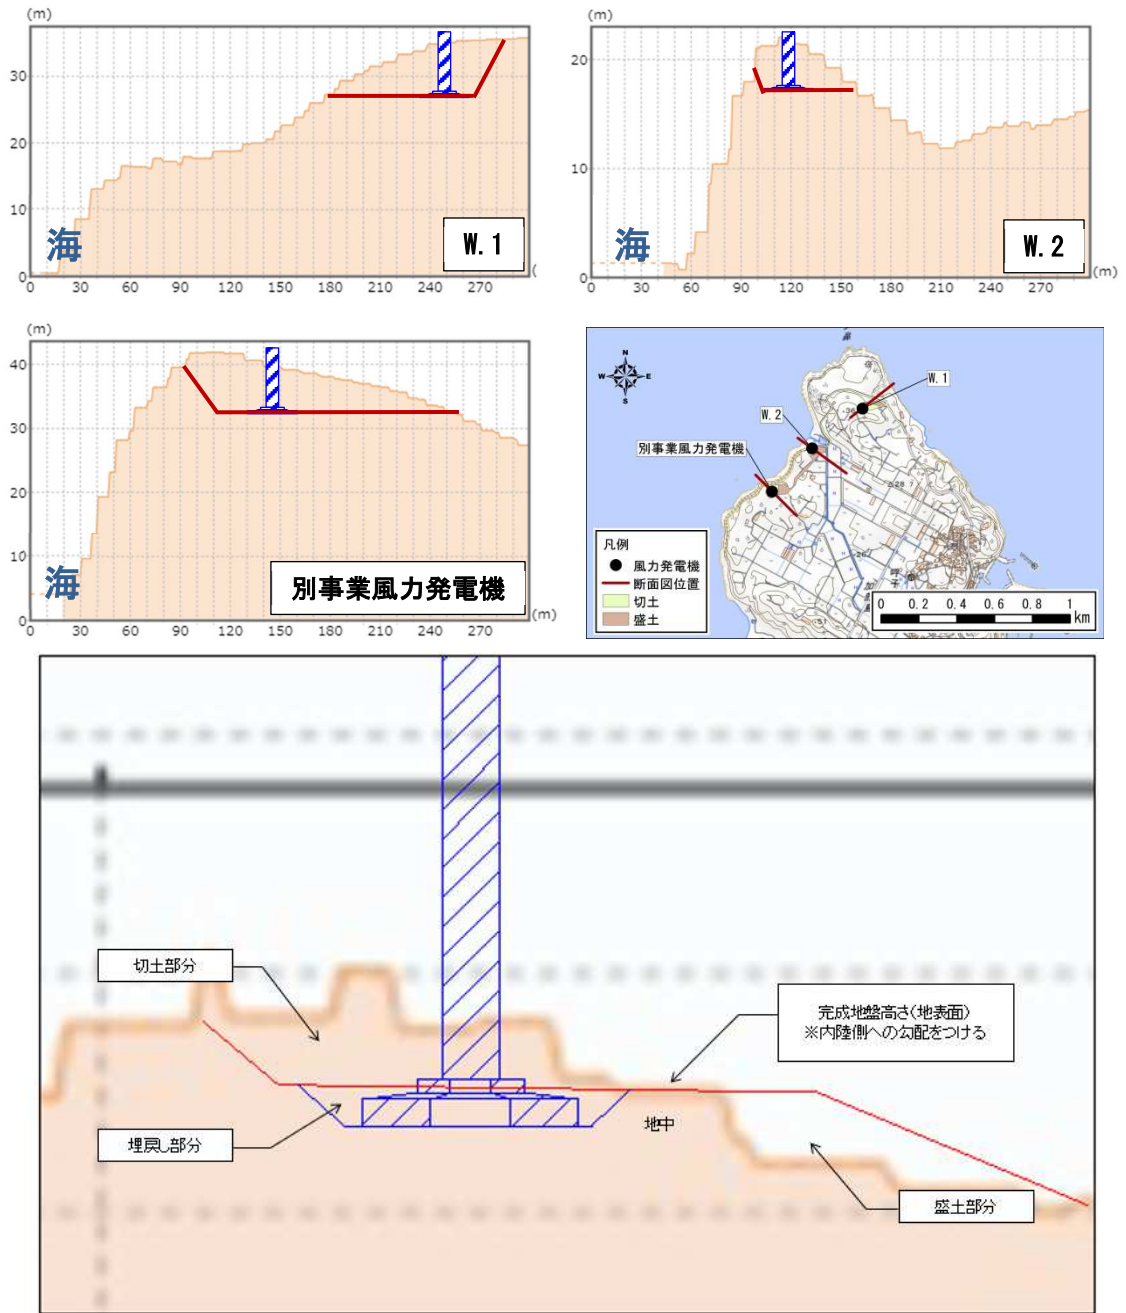 (m)
30
20
10
0
海
W.1
0 30 60 90 120 150 180 210 240 270
(
(m)
20
10
0
海
W.2
0 30 60 90 120 150 180 210 240 270
(m)
(m)
40
30
20
10
0
海
別事業風力発電機
0 30 60 90 120 150 180 210 240 270
(m)
N
W E
S
W.1
W.2
別事業風力発電機
凡例
風力発電機
断面図位置
切土
盛土
0 0.2 0.4 0.6 0.8 1
km
切土部分
完成地盤高さ(地表面)
※内陸側への勾配をつける
埋戻し部分
地中
盛土部分